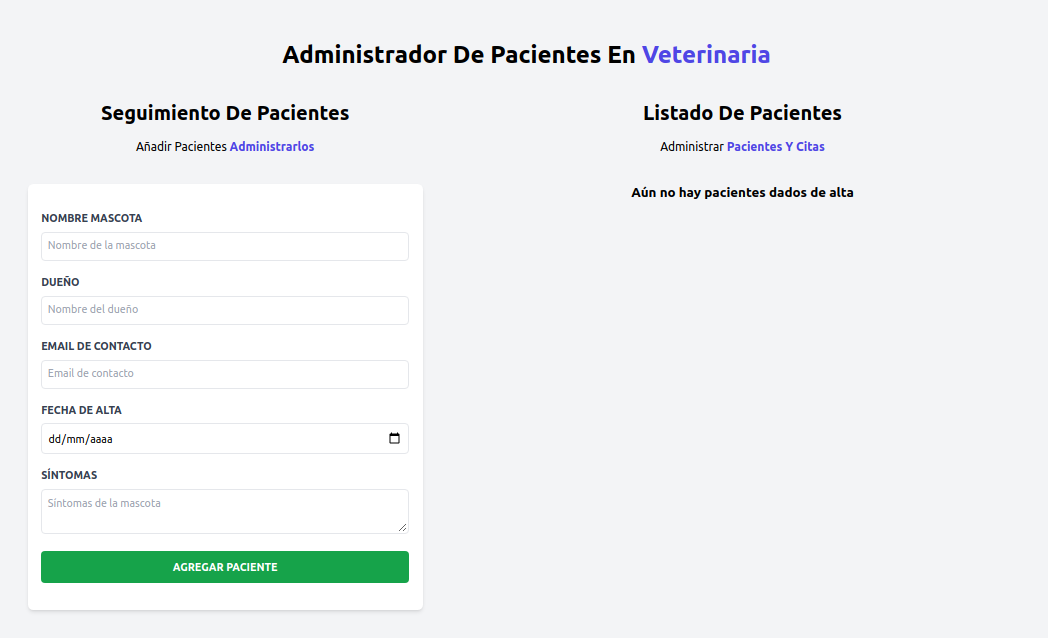 Administrador De Pacientes En Veterinaria
Seguimiento De Pacientes
Añadir Pacientes Administrarlos
NOMBRE MASCOTA
Nombre de la mascota
DUEÑO
Nombre del dueño
EMAIL DE CONTACTO
Email de contacto
FECHA DE ALTA
dd/mm/aaaa
SÍNTOMAS
Síntomas de la mascota
AGREGAR PACIENTE
Listado De Pacientes
Administrar Pacientes Y Citas
Aún no hay pacientes dados de alta